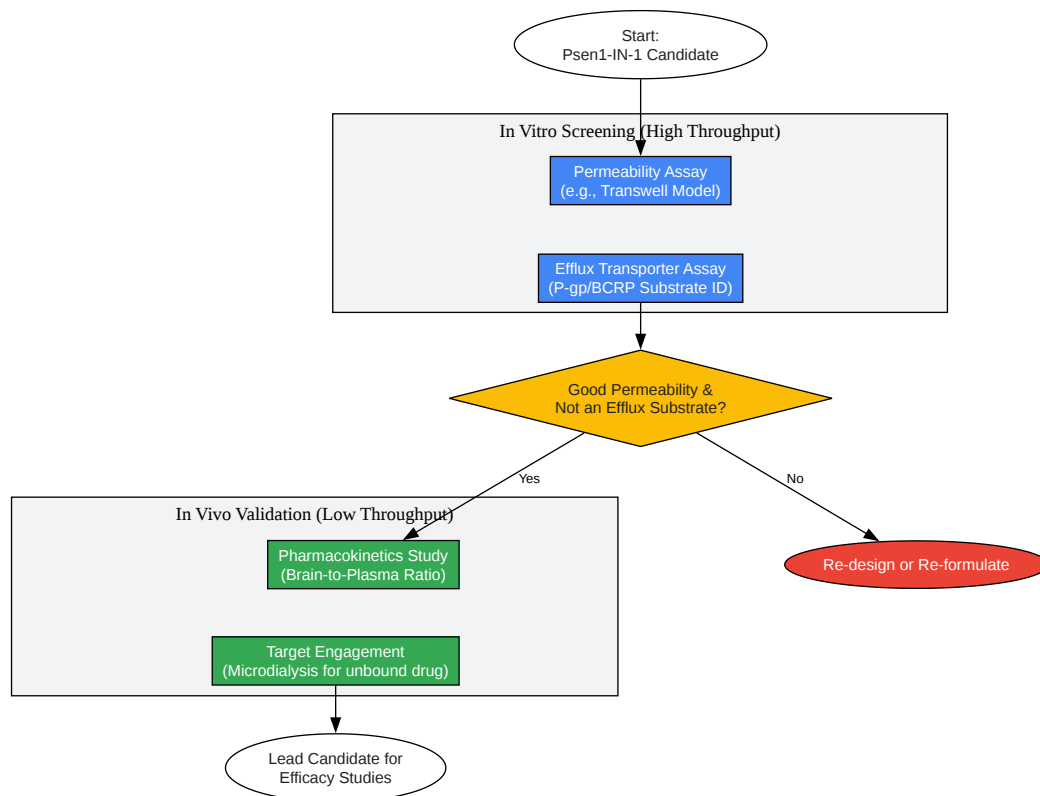 Start:
Psen1-IN-1 Candidate
In Vitro Screening (High Throughput)
Permeability Assay
(e.g., Transwell Model)
Efflux Transporter Assay
(P-gp/BCRP Substrate ID)
Good Permeability &
Not an Efflux Substrate?
Yes
No
In Vivo Validation (Low Throughput)
Pharmacokinetics Study
(Brain-to-Plasma Ratio)
Re-design or Re-formulate
Target Engagement
(Microdialysis for unbound drug)
Lead Candidate for
Efficacy Studies